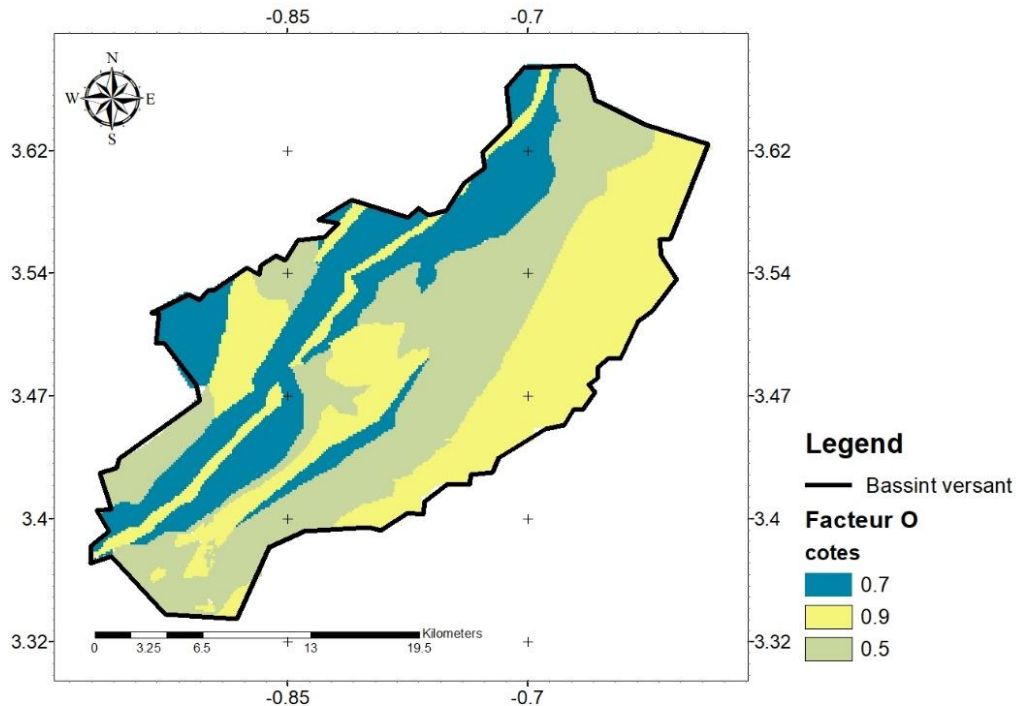 -0.85 -0.7
N
W E
S
3.62 3.62
3.54 3.54
3.47 3.47
3.4 3.4
3.32 3.32
Kilometers
0 3.25 6.5 13 19.5
-0.85 -0.7
Legend
Bassint versant
Facteur O
cotes
0.7
0.9
0.5